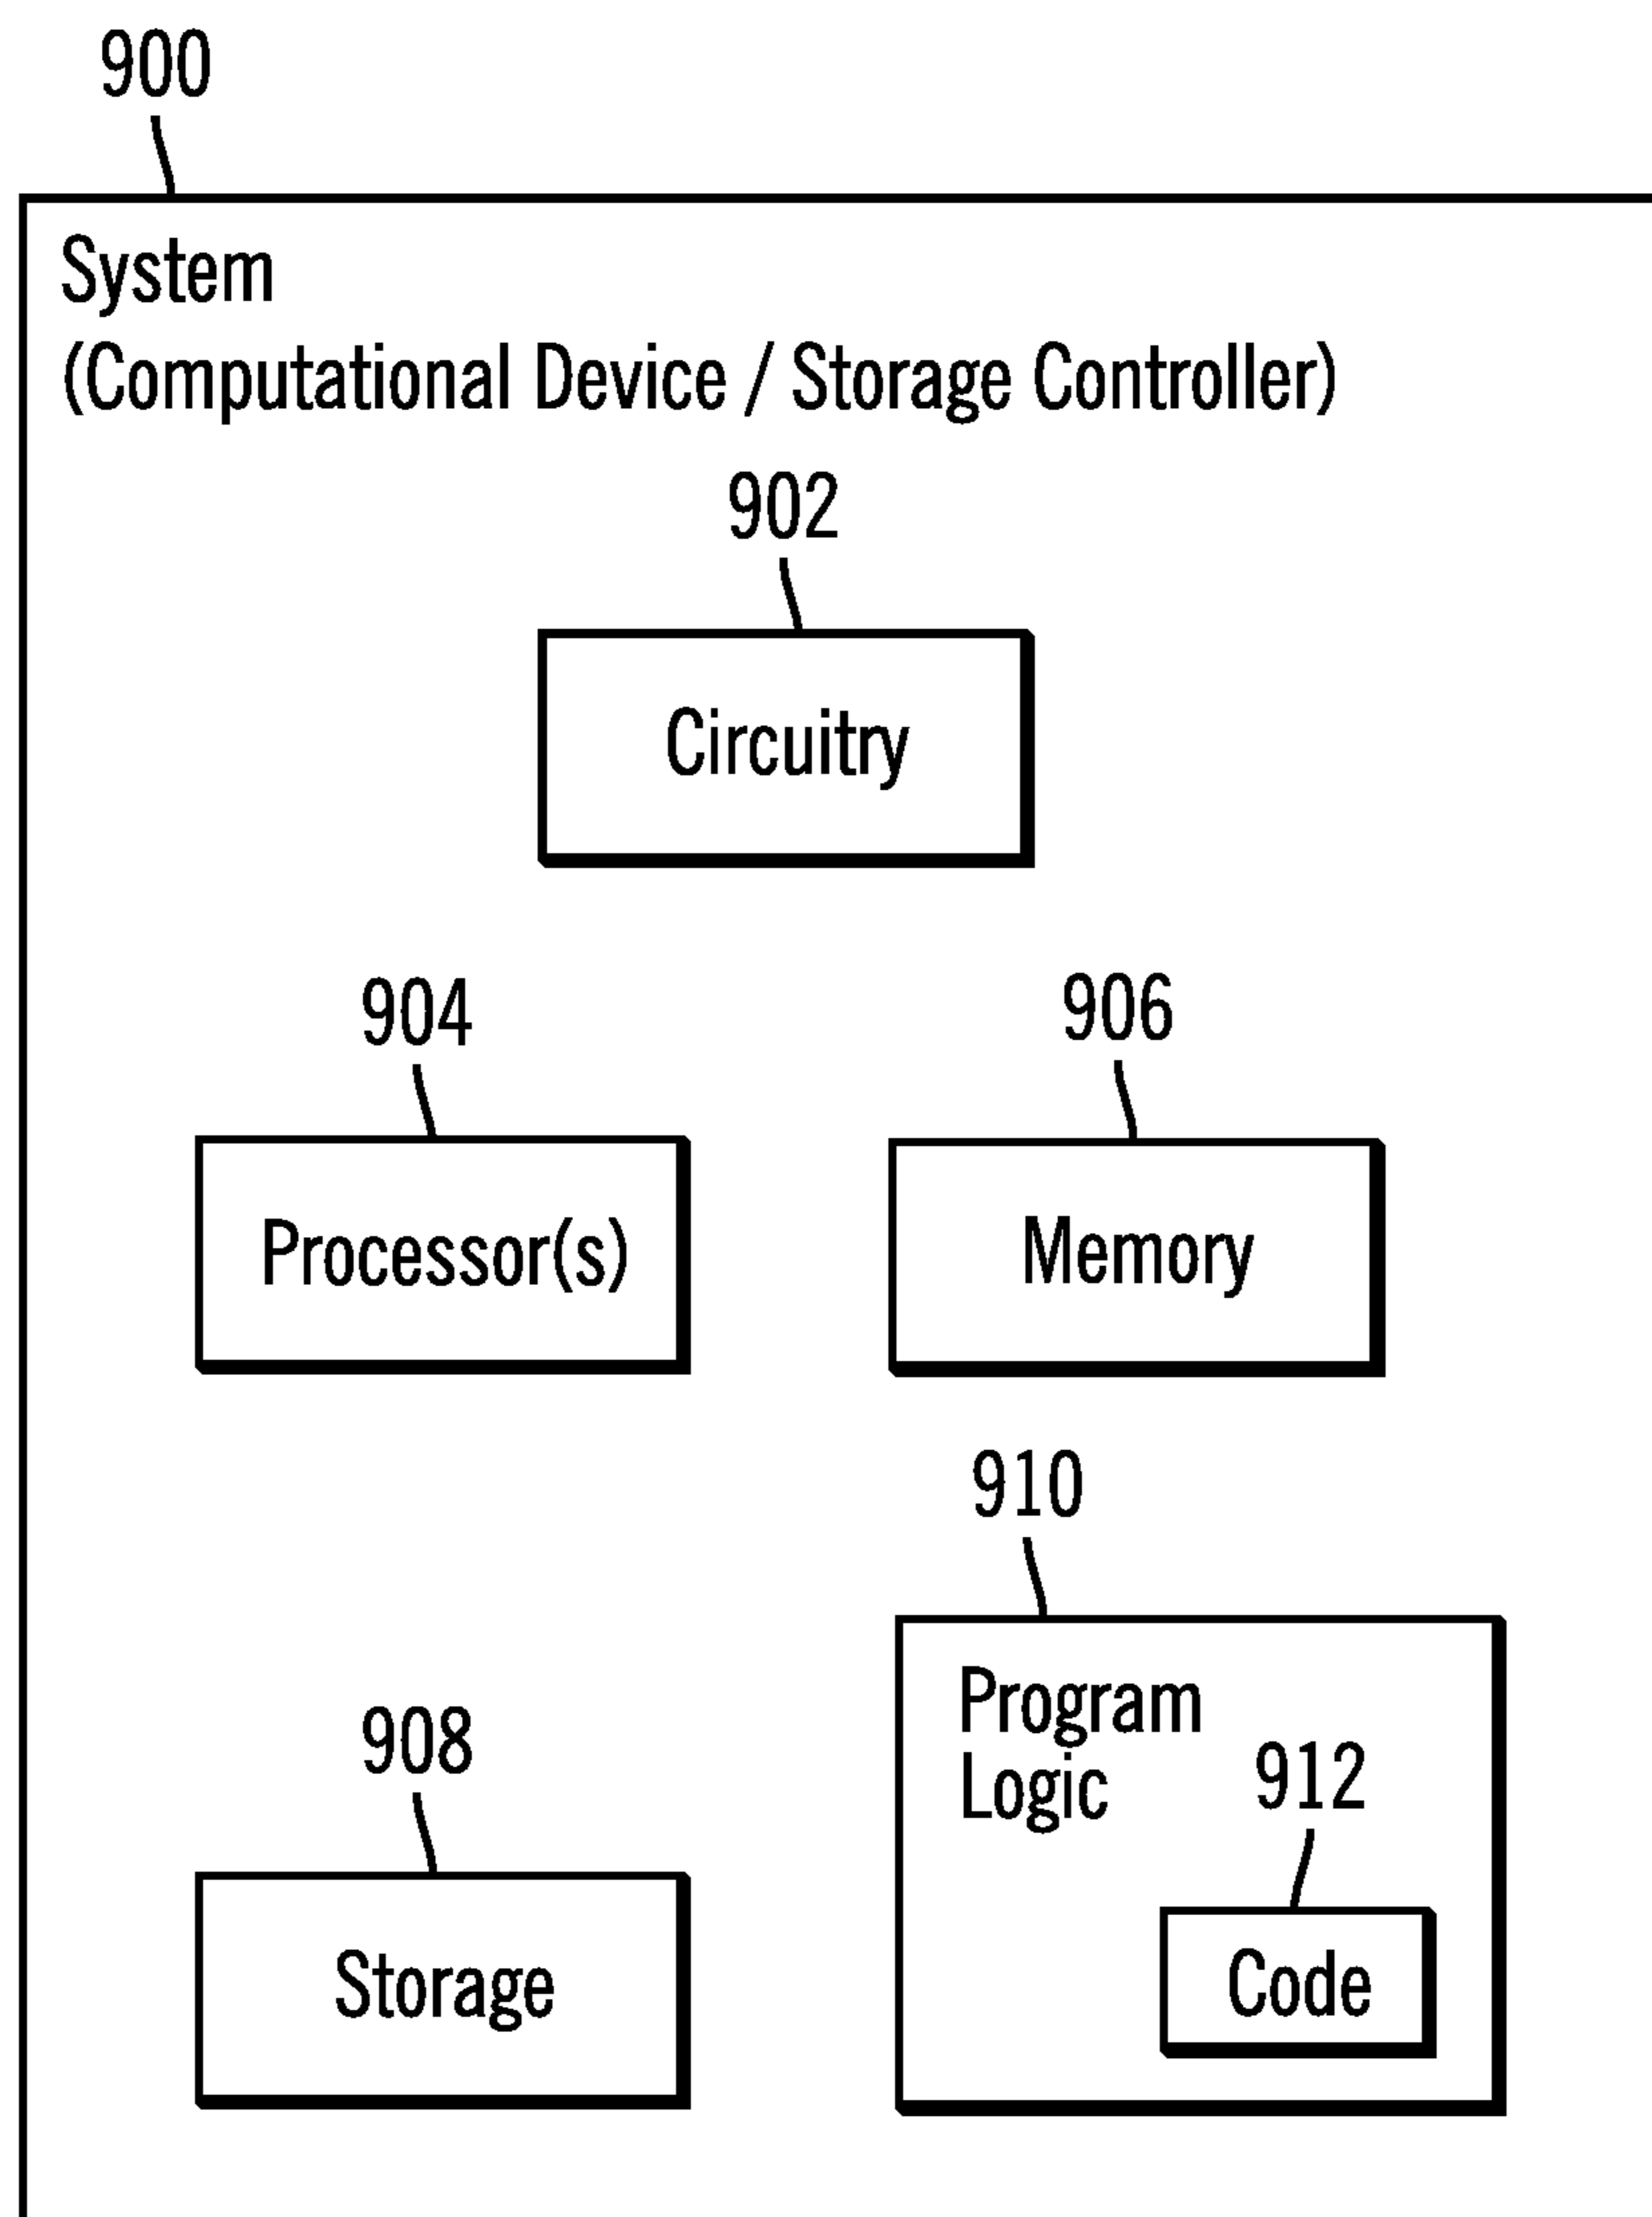 900
System
(Computational Device / Storage Controller)
902
Circuitry
904
906
Processor(s)
Memory
910
908
Program
Logic
912
Storage
Code